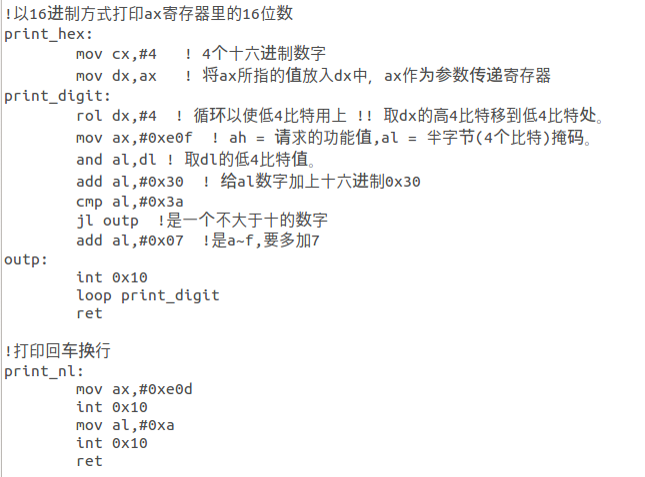 !以16进制方式打印ax寄存器里的16位数
print_hex:
mov cx,#4 ! 4个十六进制数字
mov dx,ax ! 将ax所指的值放入dx中，ax作为参数传递寄存器
print_digit:
rol dx,#4 ! 循环以使低4比特用上 !! 取dx的高4比特移到低4比特处。
mov ax,#0xe0f ! ah = 请求的功能值,al = 半字节(4个比特)掩码。
and al,dl ! 取dl的低4比特值。
add al,#0x30 ! 给al数字加上十六进制0x30
cmp al,#0x3a
jl outp !是一个不大于十的数字
add al,#0x07 !是a~f,要多加7
outp:
int 0x10
loop print_digit
ret
!打印回车换行
print_nl:
mov ax,#0xe0d
int 0x10
mov al,#0xa
int 0x10
ret